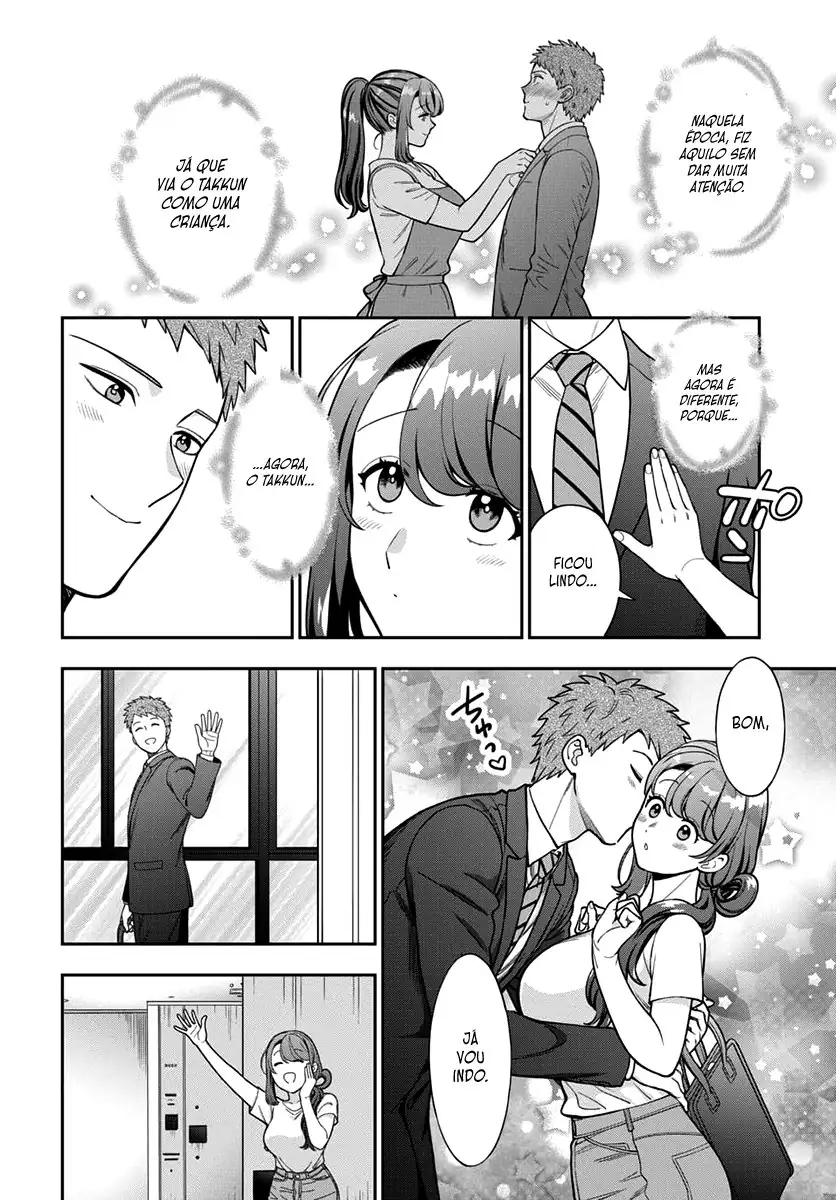 NAQUELA
ÉPOCA, FIZ
AQUILO SEM
DAR MUITA
ATENÇÃO.
JÁ QUE
VIA O TAKKUN
COMO UMA
CRIANÇA.
MAS
AGORA É
DIFERENTE,
PORQUE...
FICOU
LINDO...
ポンッ
...AGORA,
O TAKKUN...
BOM,
ちゅっ♡
JÁ
VOU
INDO.